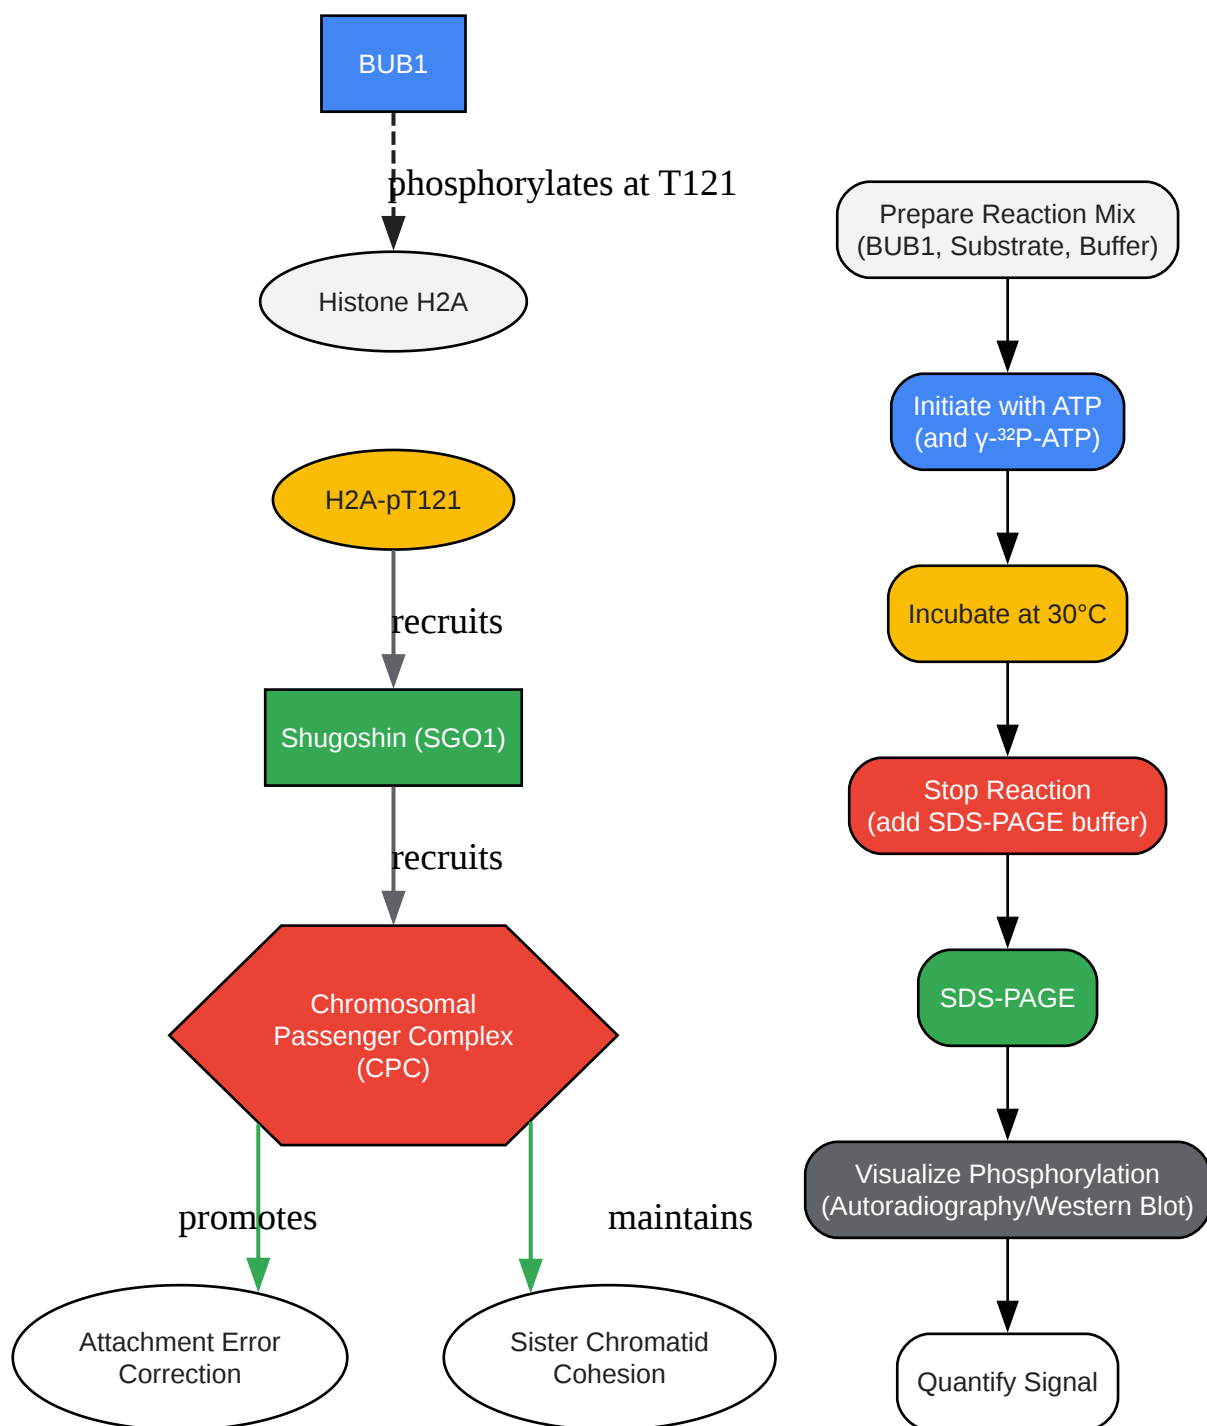 BUB1
phosphorylates at T121
Histone H2A
H2A-pT121
recruits
Shugoshin (SGO1)
recruits
Chromosomal
Passenger Complex
(CPC)
promotes
maintains
Attachment Error
Correction
Sister Chromatid
Cohesion
Prepare Reaction Mix
(BUB1, Substrate, Buffer)
Initiate with ATP
(and γ-³²P-ATP)
Incubate at 30°C
Stop Reaction
(add SDS-PAGE buffer)
SDS-PAGE
Visualize Phosphorylation
(Autoradiography/Western Blot)
Quantify Signal